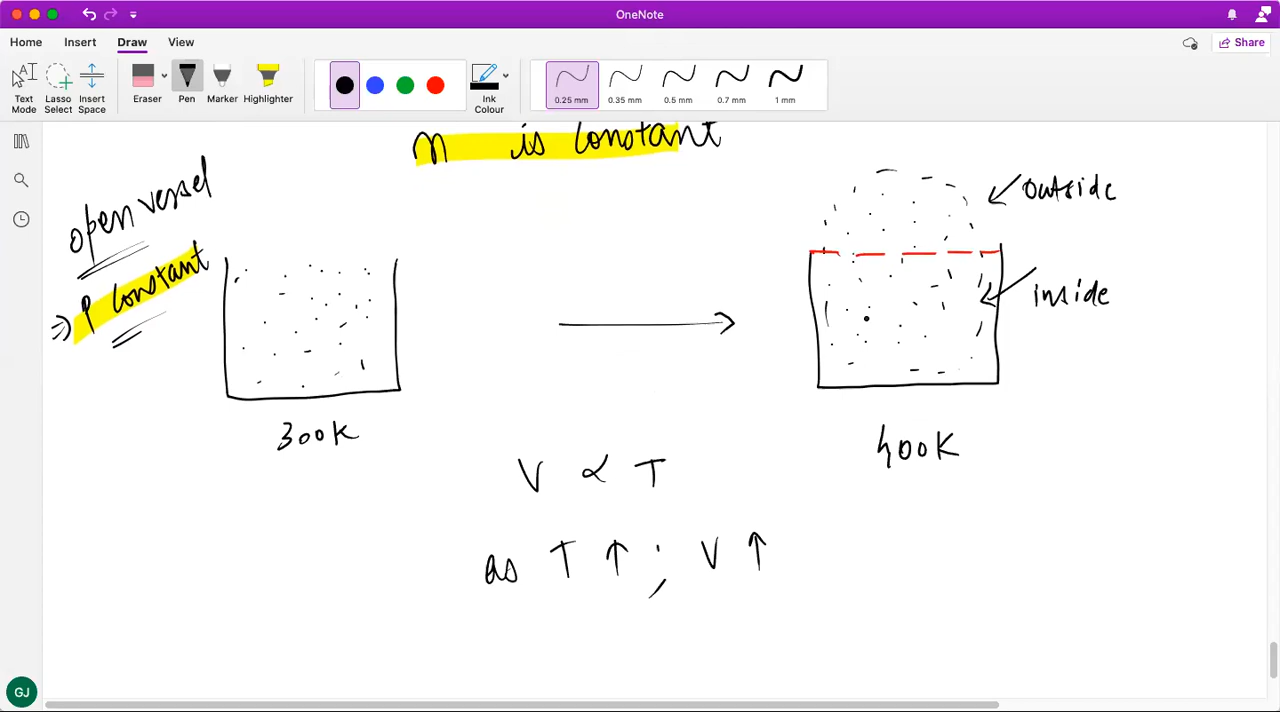 OneNote
Home Insert Draw View
Text Mode
Lasso Select
Insert Space
Eraser
Pen
Marker
Highlighter
Ink Colour
0.25 mm
0.35 mm
0.5 mm
0.7 mm
1 mm
Share
n is constant
open vessel
⇒ P constant
outside
inside
300K
400K
V ∝ T
as T ↑ ; V ↑
GJ